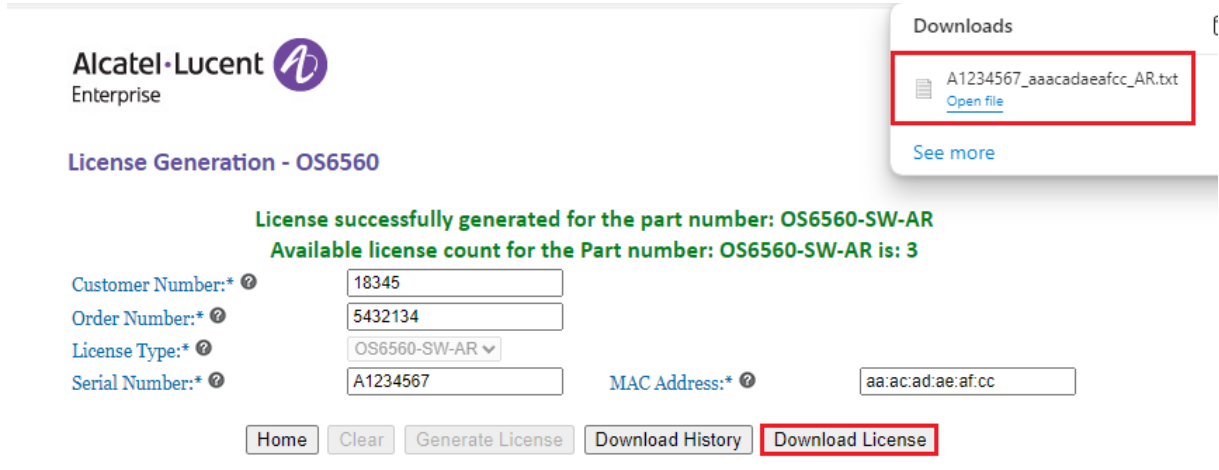 Alcatel·Lucent
Enterprise
Downloads
A1234567_aaacadaeafcc_AR.txt
Open file
See more
License Generation - OS6560
License successfully generated for the part number: OS6560-SW-AR
Available license count for the Part number: OS6560-SW-AR is: 3
Customer Number:* 18345
Order Number:* 5432134
License Type:* OS6560-SW-AR
Serial Number:* A1234567 MAC Address:* aa:ac:ad:ae:af:cc
Home Clear Generate License Download History Download License